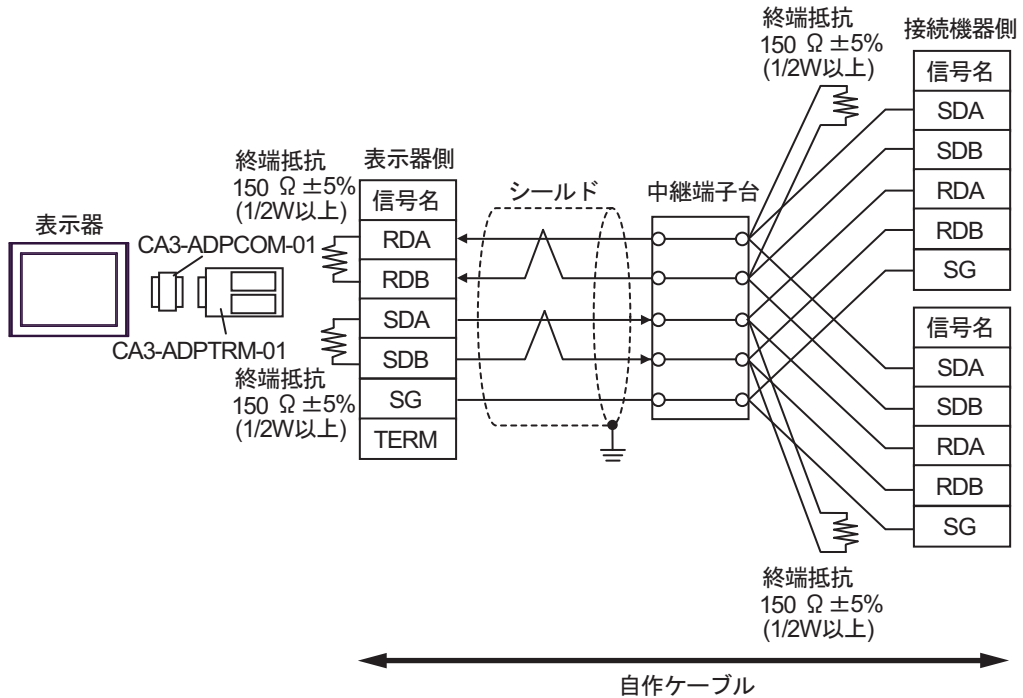 終端抵抗
150 Ω ±5%
(1/2W以上)
接続機器側
信号名
SDA
SDB
RDA
RDB
SG
信号名
SDA
SDB
RDA
RDB
SG
終端抵抗
150 Ω ±5%
(1/2W以上)
表示器側
信号名
RDA
RDB
SDA
SDB
SG
TERM
シールド
中継端子台
表示器
CA3-ADPCOM-01
CA3-ADPTRM-01
終端抵抗
150 Ω ±5%
(1/2W以上)
終端抵抗
150 Ω ±5%
(1/2W以上)
自作ケーブル